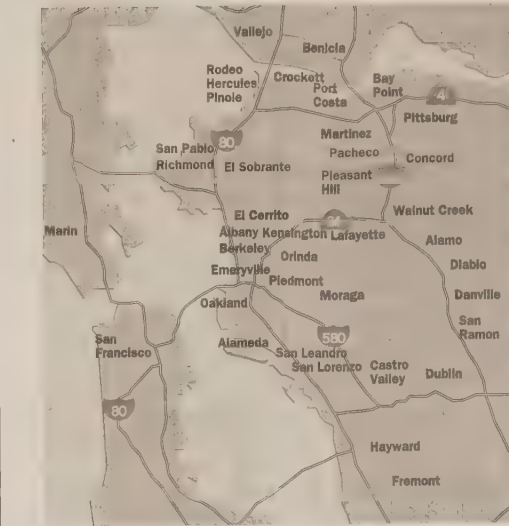 Vallejo
Benicia
Rodeo
Hercules
Pinole
Crockett
Port
Costa
Bay
Point
4
Pittsburg
80
Martinez
San Pablo
Richmond
El Sobrante
Pacheco
Concord
Pleasant
Hill
El Cerrito
Walnut Creek
Albany
Kensington
Lafayette
Marin
Berkeley
Orinda
Alamo
Diablo
Emeryville
Piedmont
Oakland
Moraga
Danville
San
Ramon
San
Francisco
Alameda
580
San Leandro
San Lorenzo
Castro
Valley
Dublin
80
Hayward
Fremont